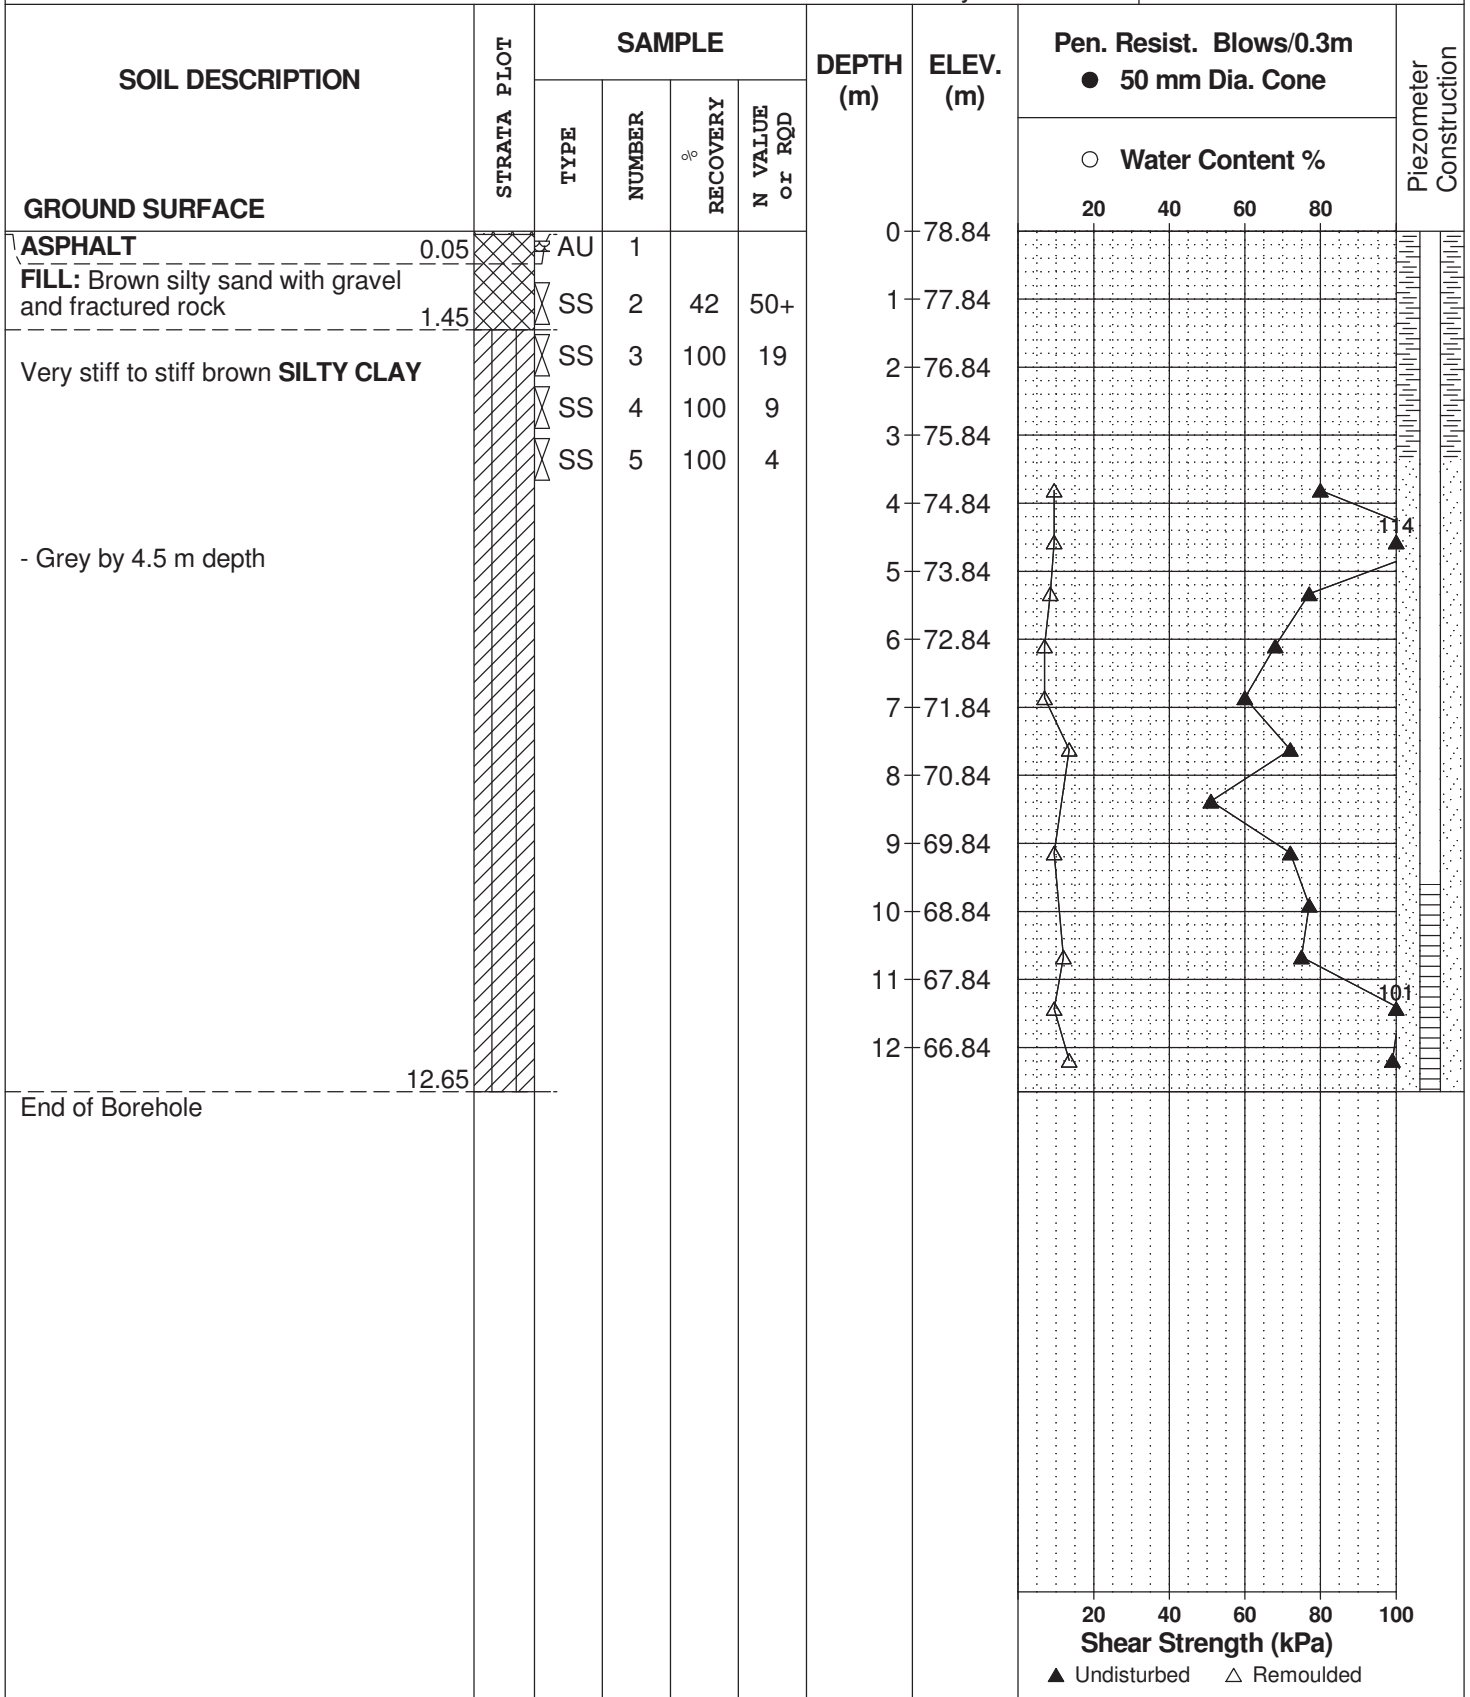 SOIL DESCRIPTION
GROUND SURFACE
STRATA PLOT
SAMPLE
TYPE
NUMBER
%
RECOVERY
N VALUE
or RQD
DEPTH
(m)
ELEV.
(m)
Pen. Resist. Blows/0.3m
● 50 mm Dia. Cone
○ Water Content %
20 40 60 80
Piezometer
Construction
ASPHALT 0.05
FILL: Brown silty sand with gravel
and fractured rock
1.45
Very stiff to stiff brown SILTY CLAY
- Grey by 4.5 m depth
12.65
End of Borehole
AU 1
SS 2 42 50+
SS 3 100 19
SS 4 100 9
SS 5 100 4
0 78.84
1 77.84
2 76.84
3 75.84
4 74.84
5 73.84
6 72.84
7 71.84
8 70.84
9 69.84
10 68.84
11 67.84
12 66.84
114
101
20 40 60 80 100
Shear Strength (kPa)
▲ Undisturbed △ Remoulded